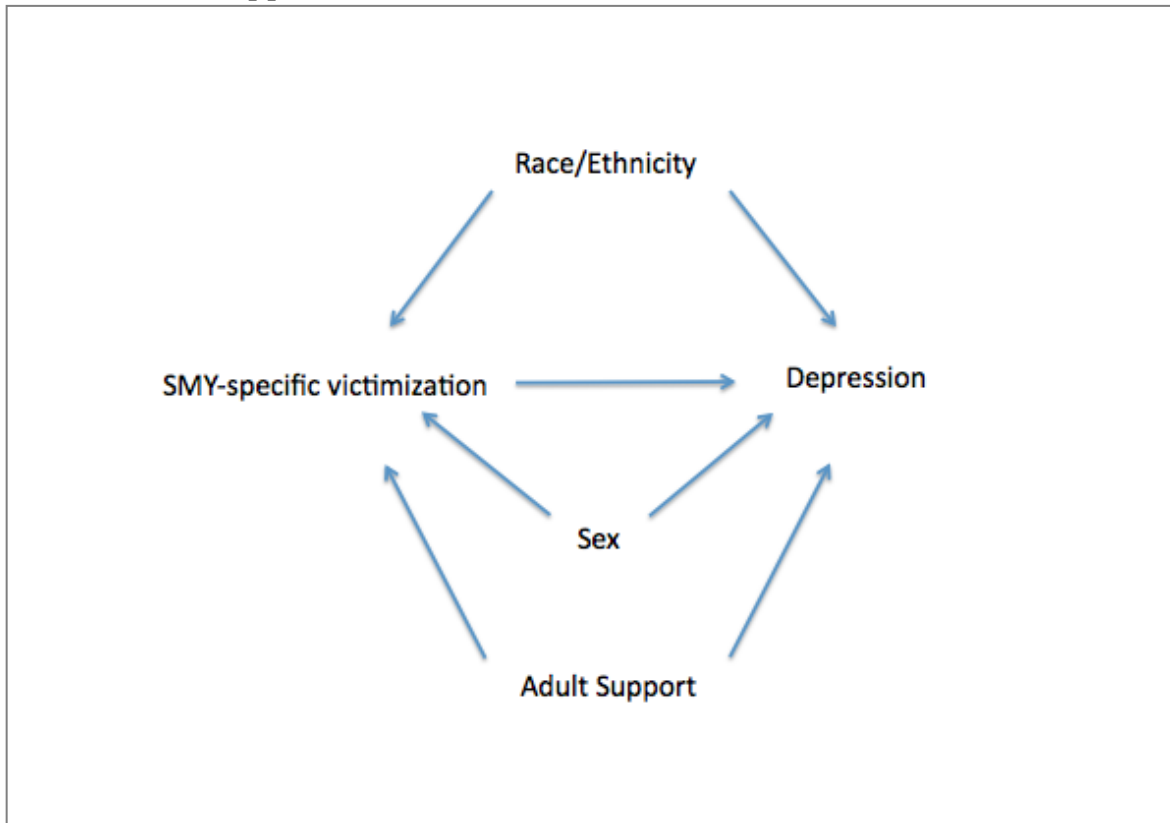 Race/Ethnicity
SMY-specific victimization
Depression
Sex
Adult Support